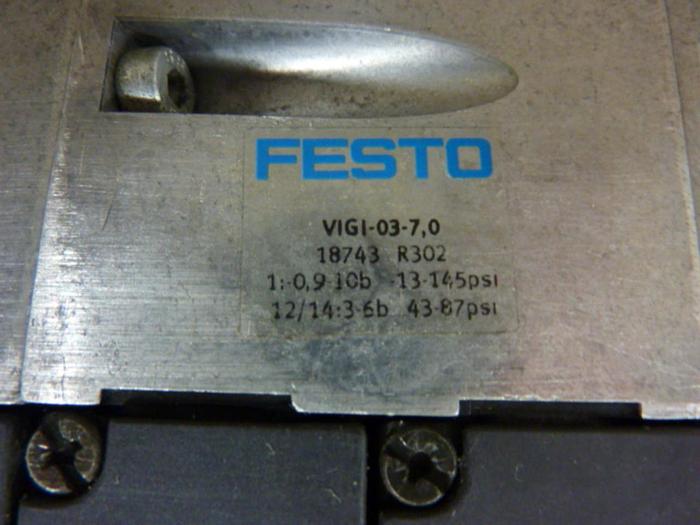 FESTO
VIGI-03-7,0
18743 R302
1:-0,9-10b -13-145psi
12/14:3-6b 43-87psi